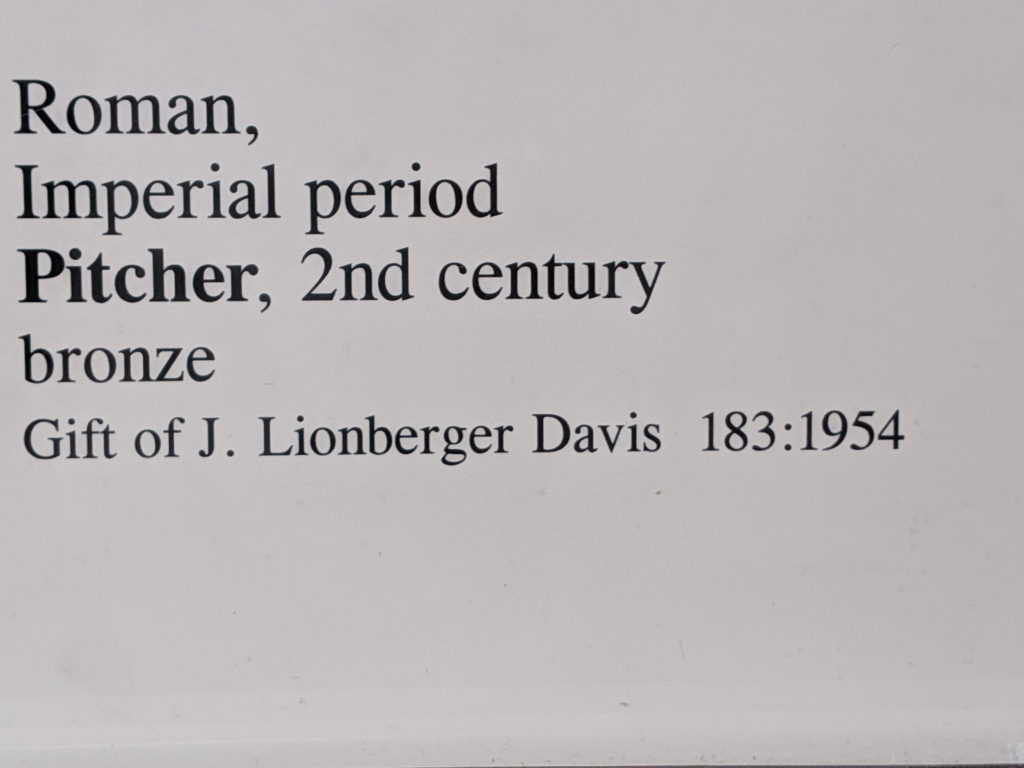 Roman,
Imperial period
Pitcher, 2nd century
bronze
Gift of J. Lionberger Davis 183:1954